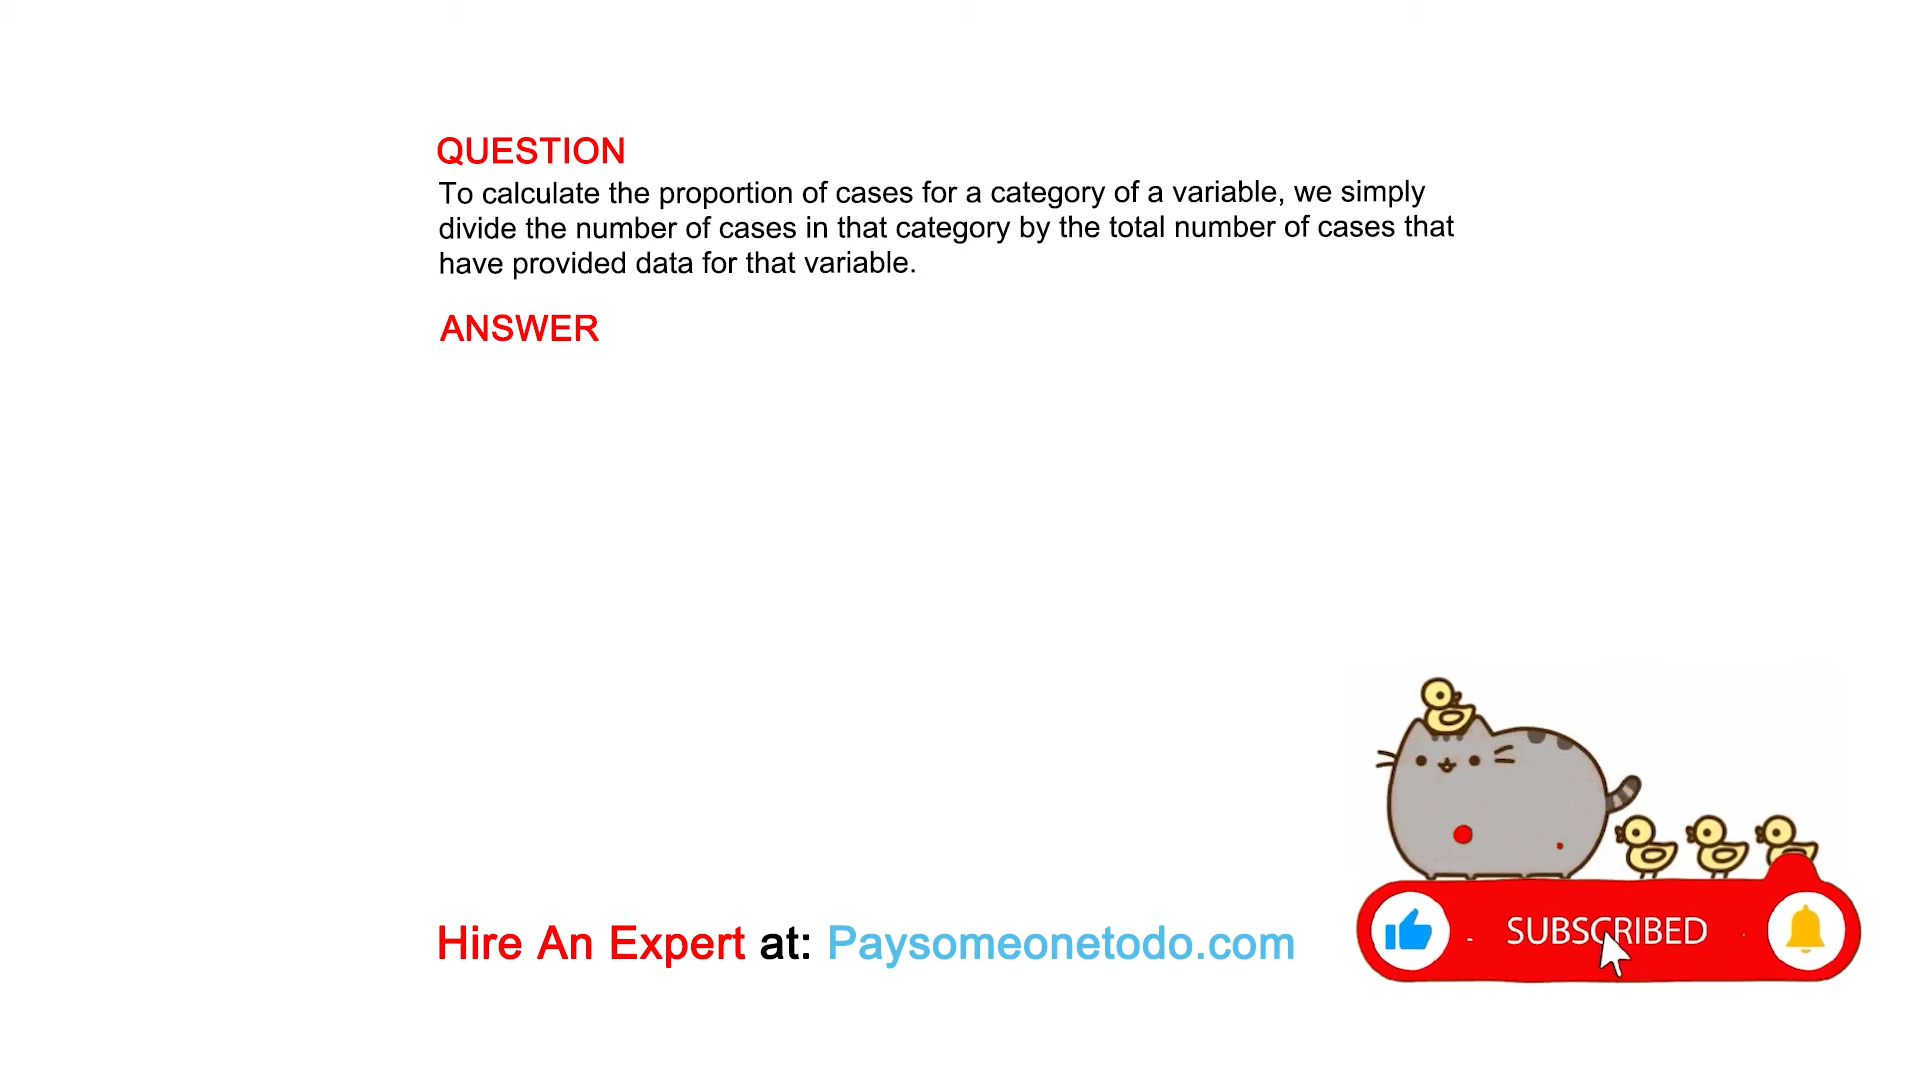 QUESTION
To calculate the proportion of cases for a category of a variable, we simply
divide the number of cases in that category by the total number of cases that
have provided data for that variable.
ANSWER
Hire An Expert at: Paysomeonetodo.com
SUBSCRIBED